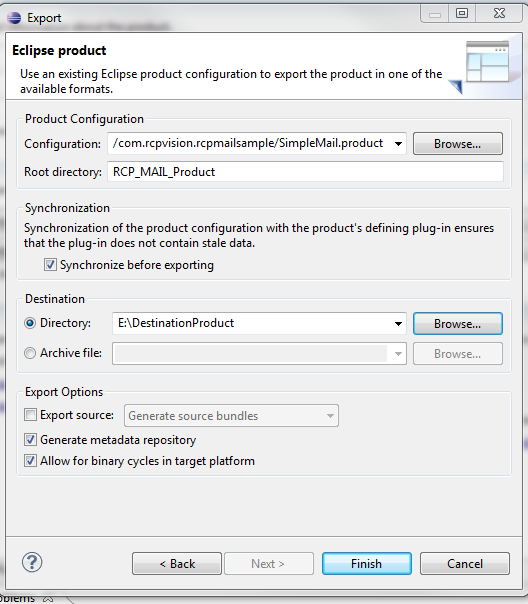 Export
Eclipse product
Use an existing Eclipse product configuration to export the product in one of the
available formats.
Product Configuration
Configuration: /com.rcpvision.rcpmailsample/SimpleMail.product Browse...
Root directory: RCP_MAIL_Product
Synchronization
Synchronization of the product configuration with the product's defining plug-in ensures
that the plug-in does not contain stale data.
Synchronize before exporting
Destination
Directory: E:\DestinationProduct Browse...
Archive file: Browse...
Export Options
Export source: Generate source bundles
Generate metadata repository
Allow for binary cycles in target platform
< Back Next > Finish Cancel